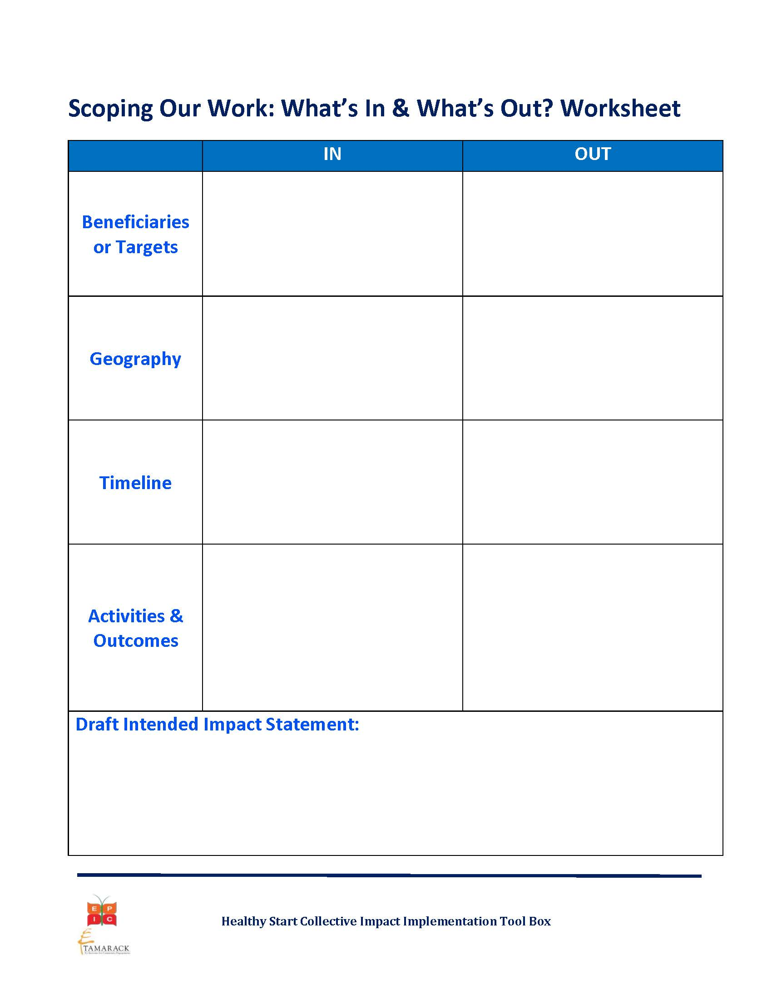 Scoping Our Work: What’s In & What’s Out? Worksheet
IN
OUT
Beneficiaries
or Targets
Geography
Timeline
Activities &
Outcomes
Draft Intended Impact Statement:
E P
I C
TAMARACK
Healthy Start Collective Impact Implementation Tool Box